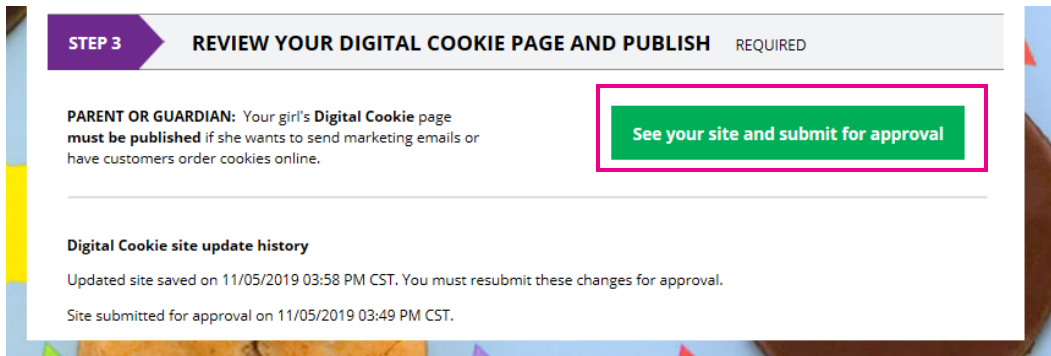 STEP 3
REVIEW YOUR DIGITAL COOKIE PAGE AND PUBLISH REQUIRED
PARENT OR GUARDIAN: Your girl's Digital Cookie page
must be published if she wants to send marketing emails or
have customers order cookies online.
See your site and submit for approval
Digital Cookie site update history
Updated site saved on 11/05/2019 03:58 PM CST. You must resubmit these changes for approval.
Site submitted for approval on 11/05/2019 03:49 PM CST.